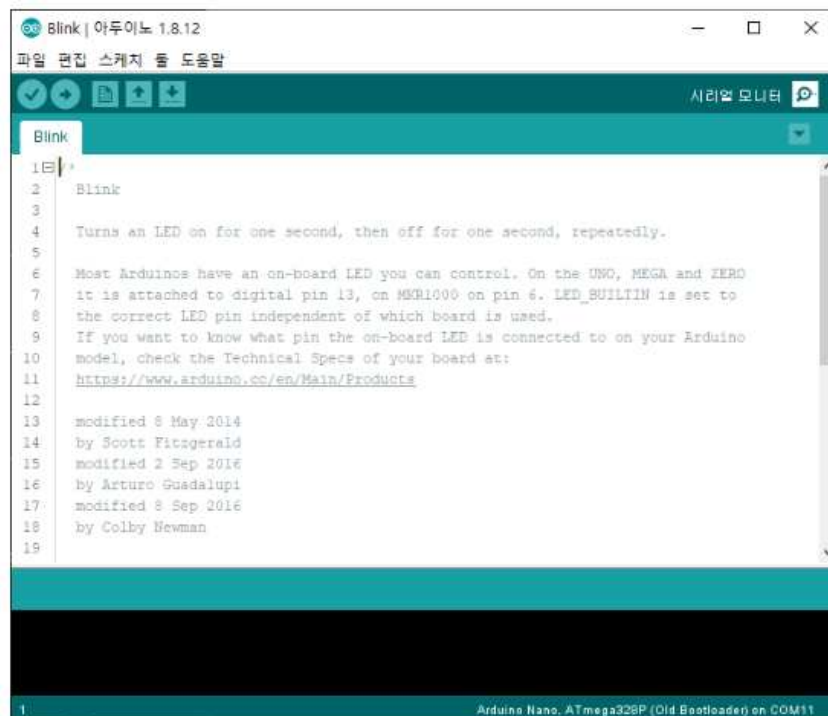 Blink | 아두이노 1.8.12
파일 편집 스케치 툴 도움말
시리얼 모니터
Blink
1 /*
2 Blink
3
4 Turns an LED on for one second, then off for one second, repeatedly.
5
6 Most Arduinos have an on-board LED you can control. On the UNO, MEGA and ZERO
7 it is attached to digital pin 13, on MKR1000 on pin 6. LED_BUILTIN is set to
8 the correct LED pin independent of which board is used.
9 If you want to know what pin the on-board LED is connected to on your Arduino
10 model, check the Technical Specs of your board at:
11 https://www.arduino.cc/en/Main/Products
12
13 modified 8 May 2014
14 by Scott Fitzgerald
15 modified 2 Sep 2016
16 by Arturo Guadalupi
17 modified 8 Sep 2016
18 by Colby Newman
19
1 Arduino Nano, ATmega328P (Old Bootloader) on COM11